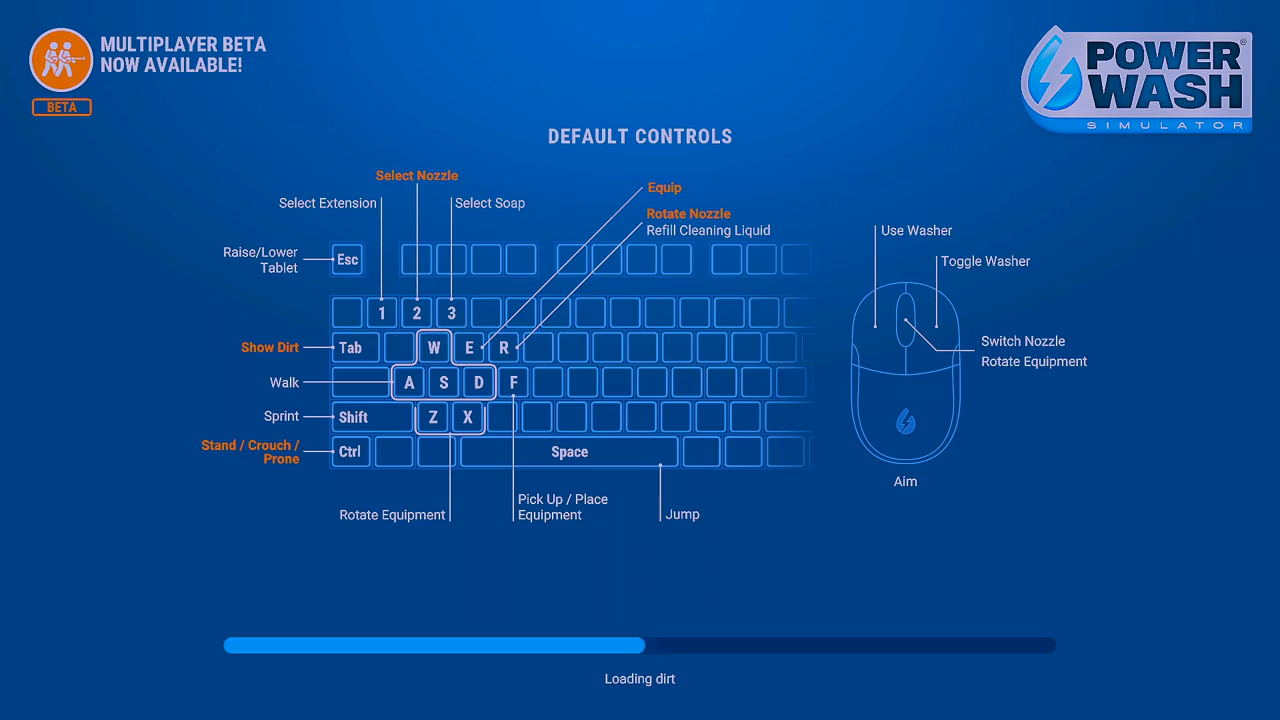 MULTIPLAYER BETA
NOW AVAILABLE!
BETA
POWER®
WASH
SIMULATOR
DEFAULT CONTROLS
Select Nozzle
Select Extension
Select Soap
Equip
Rotate Nozzle
Refill Cleaning Liquid
Raise/Lower
Tablet
Esc
1 2 3
Show Dirt
Tab W E R
Walk
A S D F
Sprint
Shift Z X
Stand / Crouch /
Prone
Ctrl Space
Rotate Equipment
Pick Up / Place
Equipment
Jump
Use Washer
Toggle Washer
Switch Nozzle
Rotate Equipment
Aim
Loading dirt